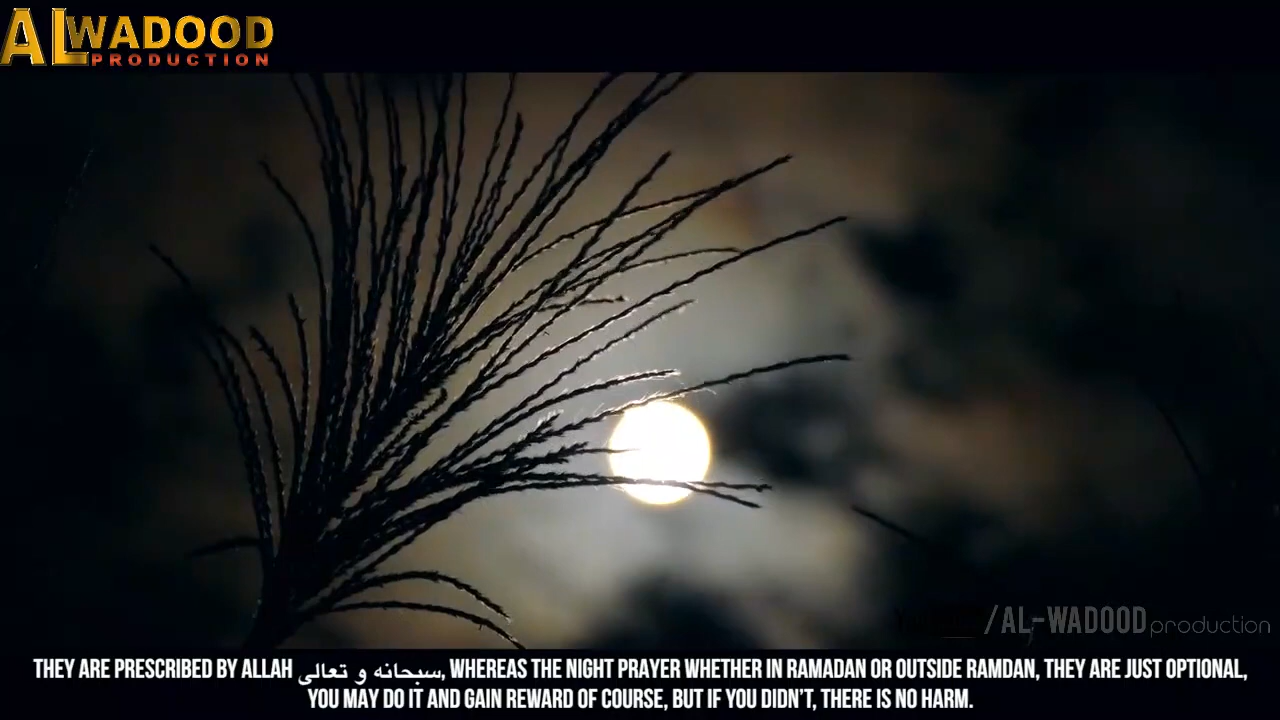 ALWADOOD
PRODUCTION
/AL-WADOOD production
THEY ARE PRESCRIBED BY ALLAH سبحانه و تعالى, WHEREAS THE NIGHT PRAYER WHETHER IN RAMADAN OR OUTSIDE RAMDAN, THEY ARE JUST OPTIONAL,
YOU MAY DO IT AND GAIN REWARD OF COURSE, BUT IF YOU DIDN'T, THERE IS NO HARM.